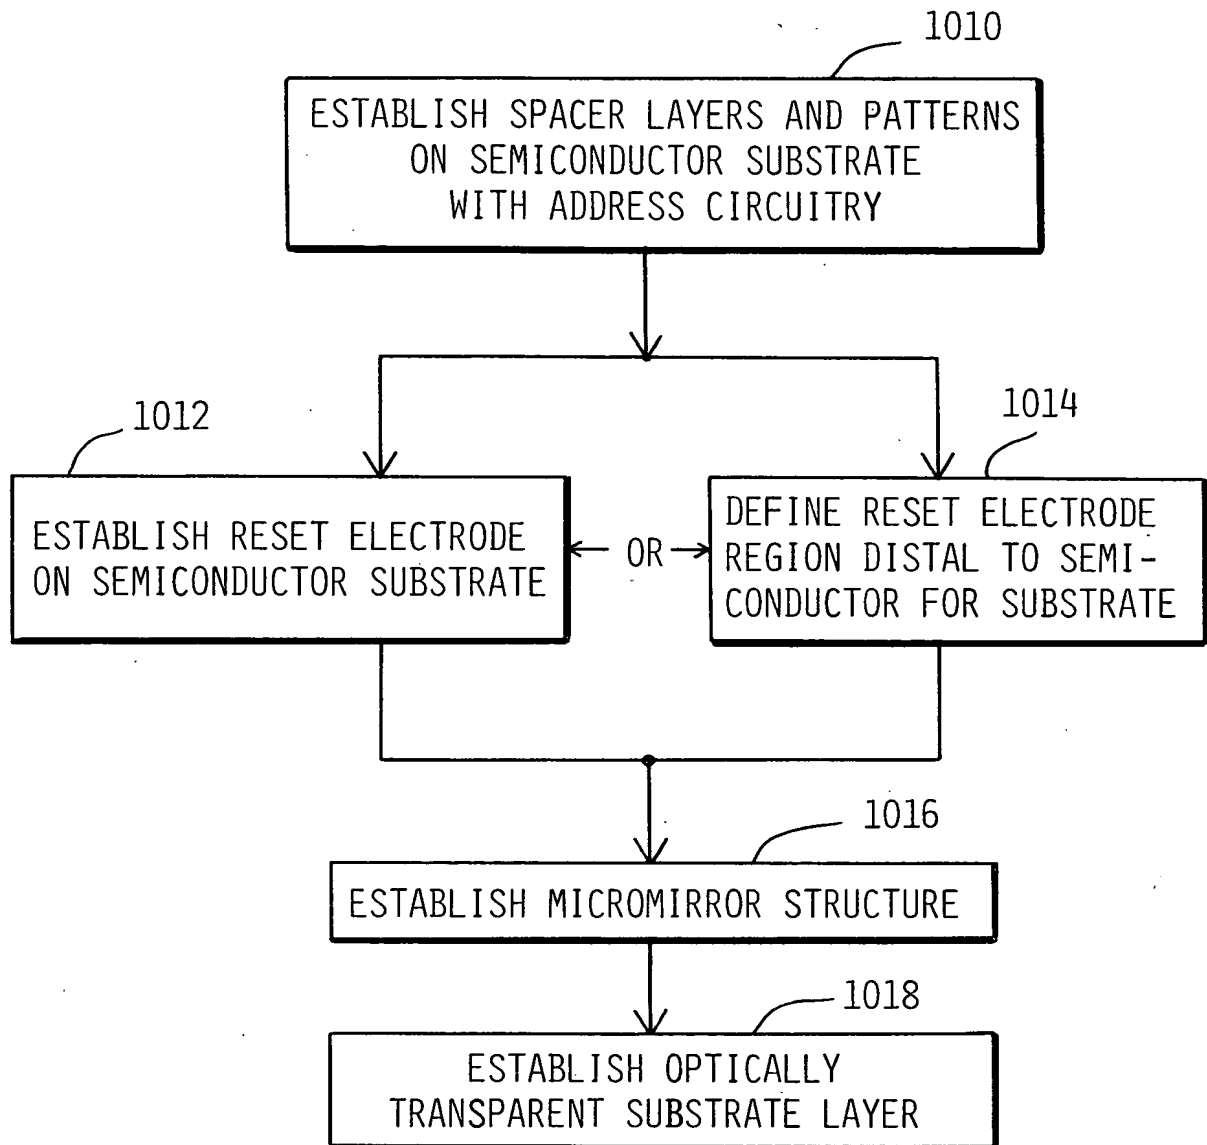 1010
ESTABLISH SPACER LAYERS AND PATTERNS
ON SEMICONDUCTOR SUBSTRATE
WITH ADDRESS CIRCUITRY
1012
1014
ESTABLISH RESET ELECTRODE
ON SEMICONDUCTOR SUBSTRATE
OR
DEFINE RESET ELECTRODE
REGION DISTAL TO SEMI-
CONDUCTOR FOR SUBSTRATE
1016
ESTABLISH MICROMIRROR STRUCTURE
1018
ESTABLISH OPTICALLY
TRANSPARENT SUBSTRATE LAYER